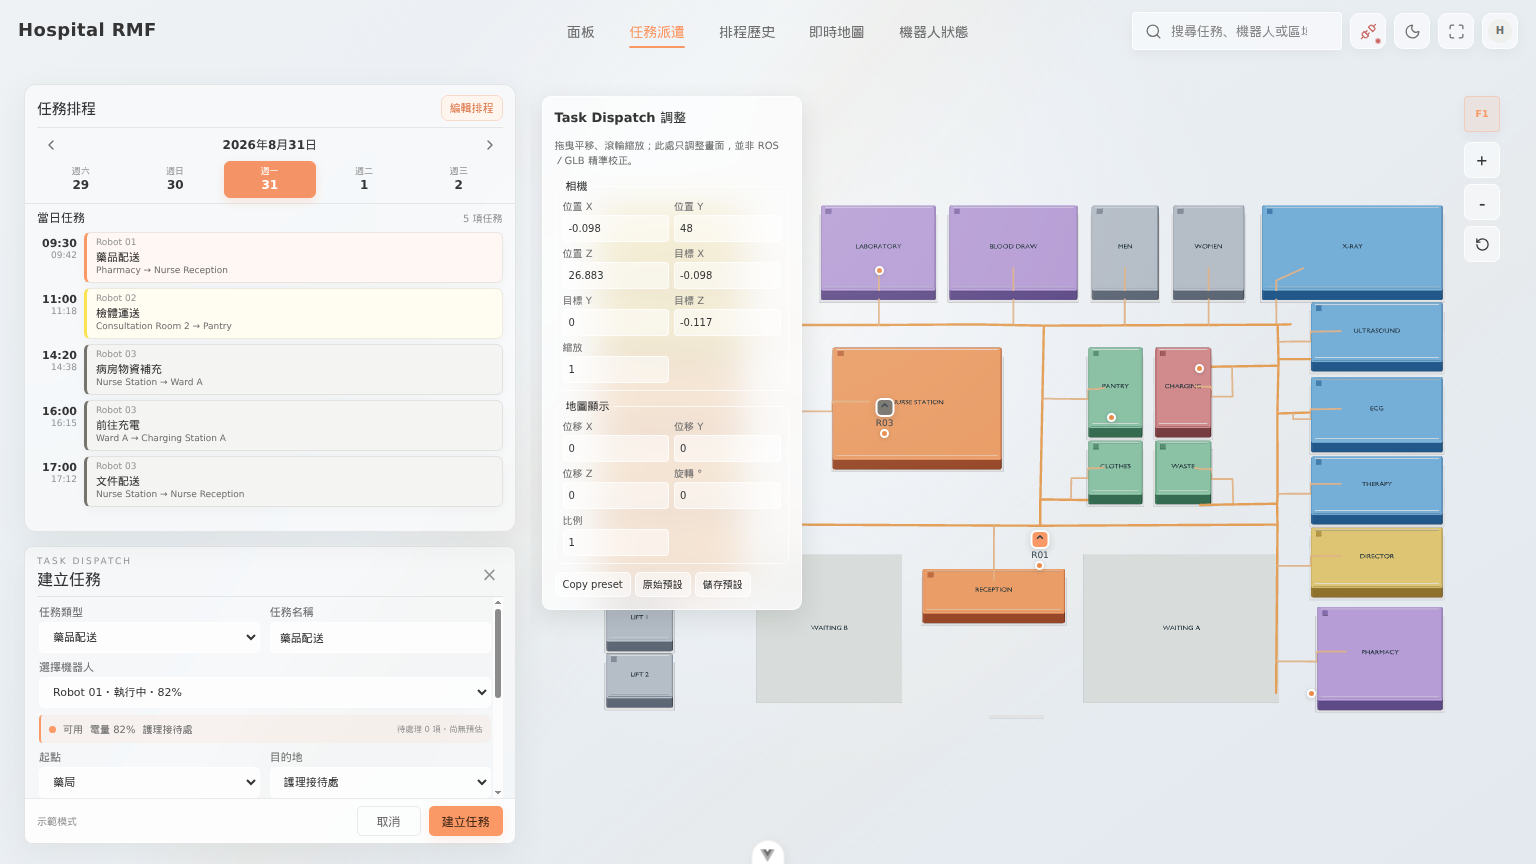 Hospital RMF
面板
任務派遣
排程歷史
即時地圖
機器人狀態
搜尋任務、機器人或區
H
任務排程
編輯排程
2026年8月31日
週六
29
週日
30
週一
31
週二
1
週三
2
當日任務
5 項任務
09:30
09:42
Robot 01
藥品配送
Pharmacy → Nurse Reception
11:00
11:18
Robot 02
檢體運送
Consultation Room 2 → Pantry
14:20
14:38
Robot 03
病房物資補充
Nurse Station → Ward A
16:00
16:15
Robot 03
前往充電
Ward A → Charging Station A
17:00
17:12
Robot 03
文件配送
Nurse Station → Nurse Reception
TASK DISPATCH
建立任務
任務類型
任務名稱
藥品配送
藥品配送
選擇機器人
Robot 01・執行中・82%
可用 電量 82% 護理接待處
待處理 0 項・尚無預估
起點
目的地
藥局
護理接待處
示範模式
取消
建立任務
Task Dispatch 調整
拖曳平移、滾輪縮放；此處只調整畫面，並非 ROS
／GLB 精準校正。
相機
位置 X
位置 Y
-0.098
48
位置 Z
目標 X
26.883
-0.098
目標 Y
目標 Z
0
-0.117
縮放
1
地圖顯示
位移 X
位移 Y
0
0
位移 Z
旋轉 °
0
0
比例
1
Copy preset
原始預設
儲存預設
F1
+
-
LABORATORY
BLOOD DRAW
MEN
WOMEN
X-RAY
ULTRASOUND
PANTRY
CHARGING
NURSE STATION
R03
ECG
CLOTHES
WASTE
THERAPY
R01
DIRECTOR
RECEPTION
LIFT 1
WAITING B
WAITING A
PHARMACY
LIFT 2